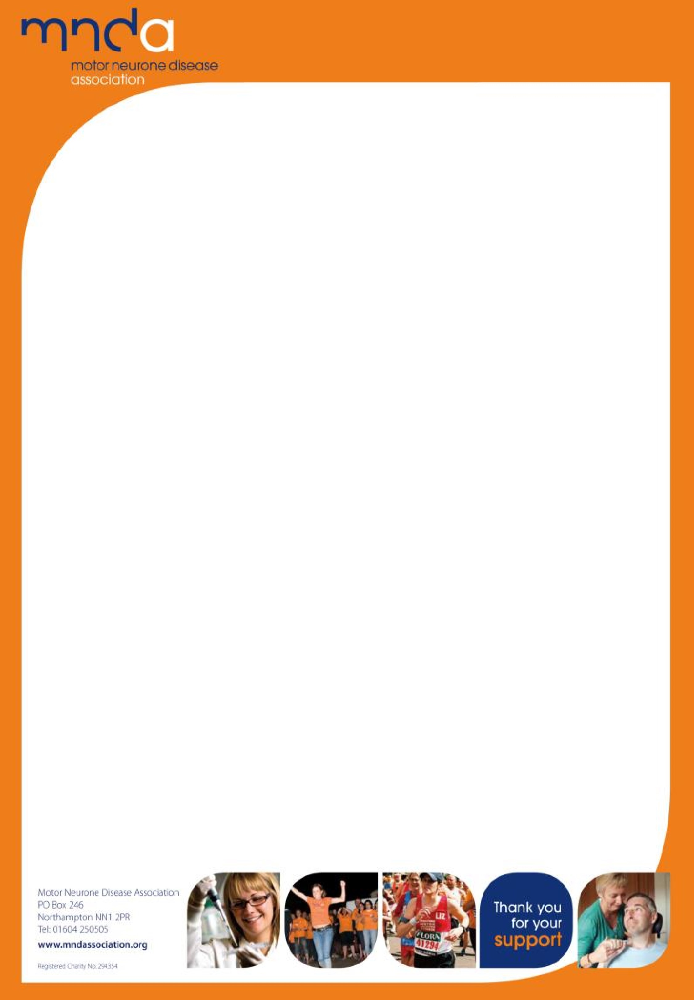 mnda
motor neurone disease
association
Motor Neurone Disease Association
PO Box 246
Northampton NN1 2PR
Tel: 01604 250505
www.mndassociation.org
Registered Charity No. 294354
LIZ
FLORA
41294
Thank you
for your
support